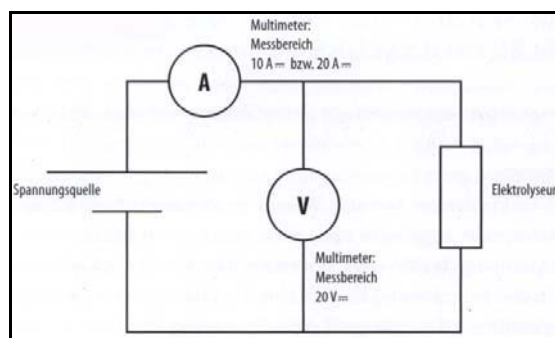 Multimeter:
Messbereich
10 A⎓ bzw. 20 A⎓
A
Spannungsquelle
V
Elektrolyseur
Multimeter:
Messbereich
20 V⎓